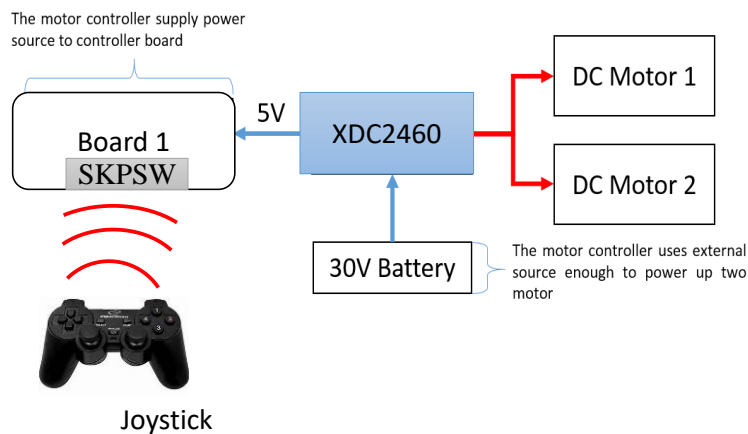 The motor controller supply power
source to controller board
Board 1
SKPSW
5V
XDC2460
DC Motor 1
DC Motor 2
30V Battery
The motor controller uses external
source enough to power up two
motor
Joystick